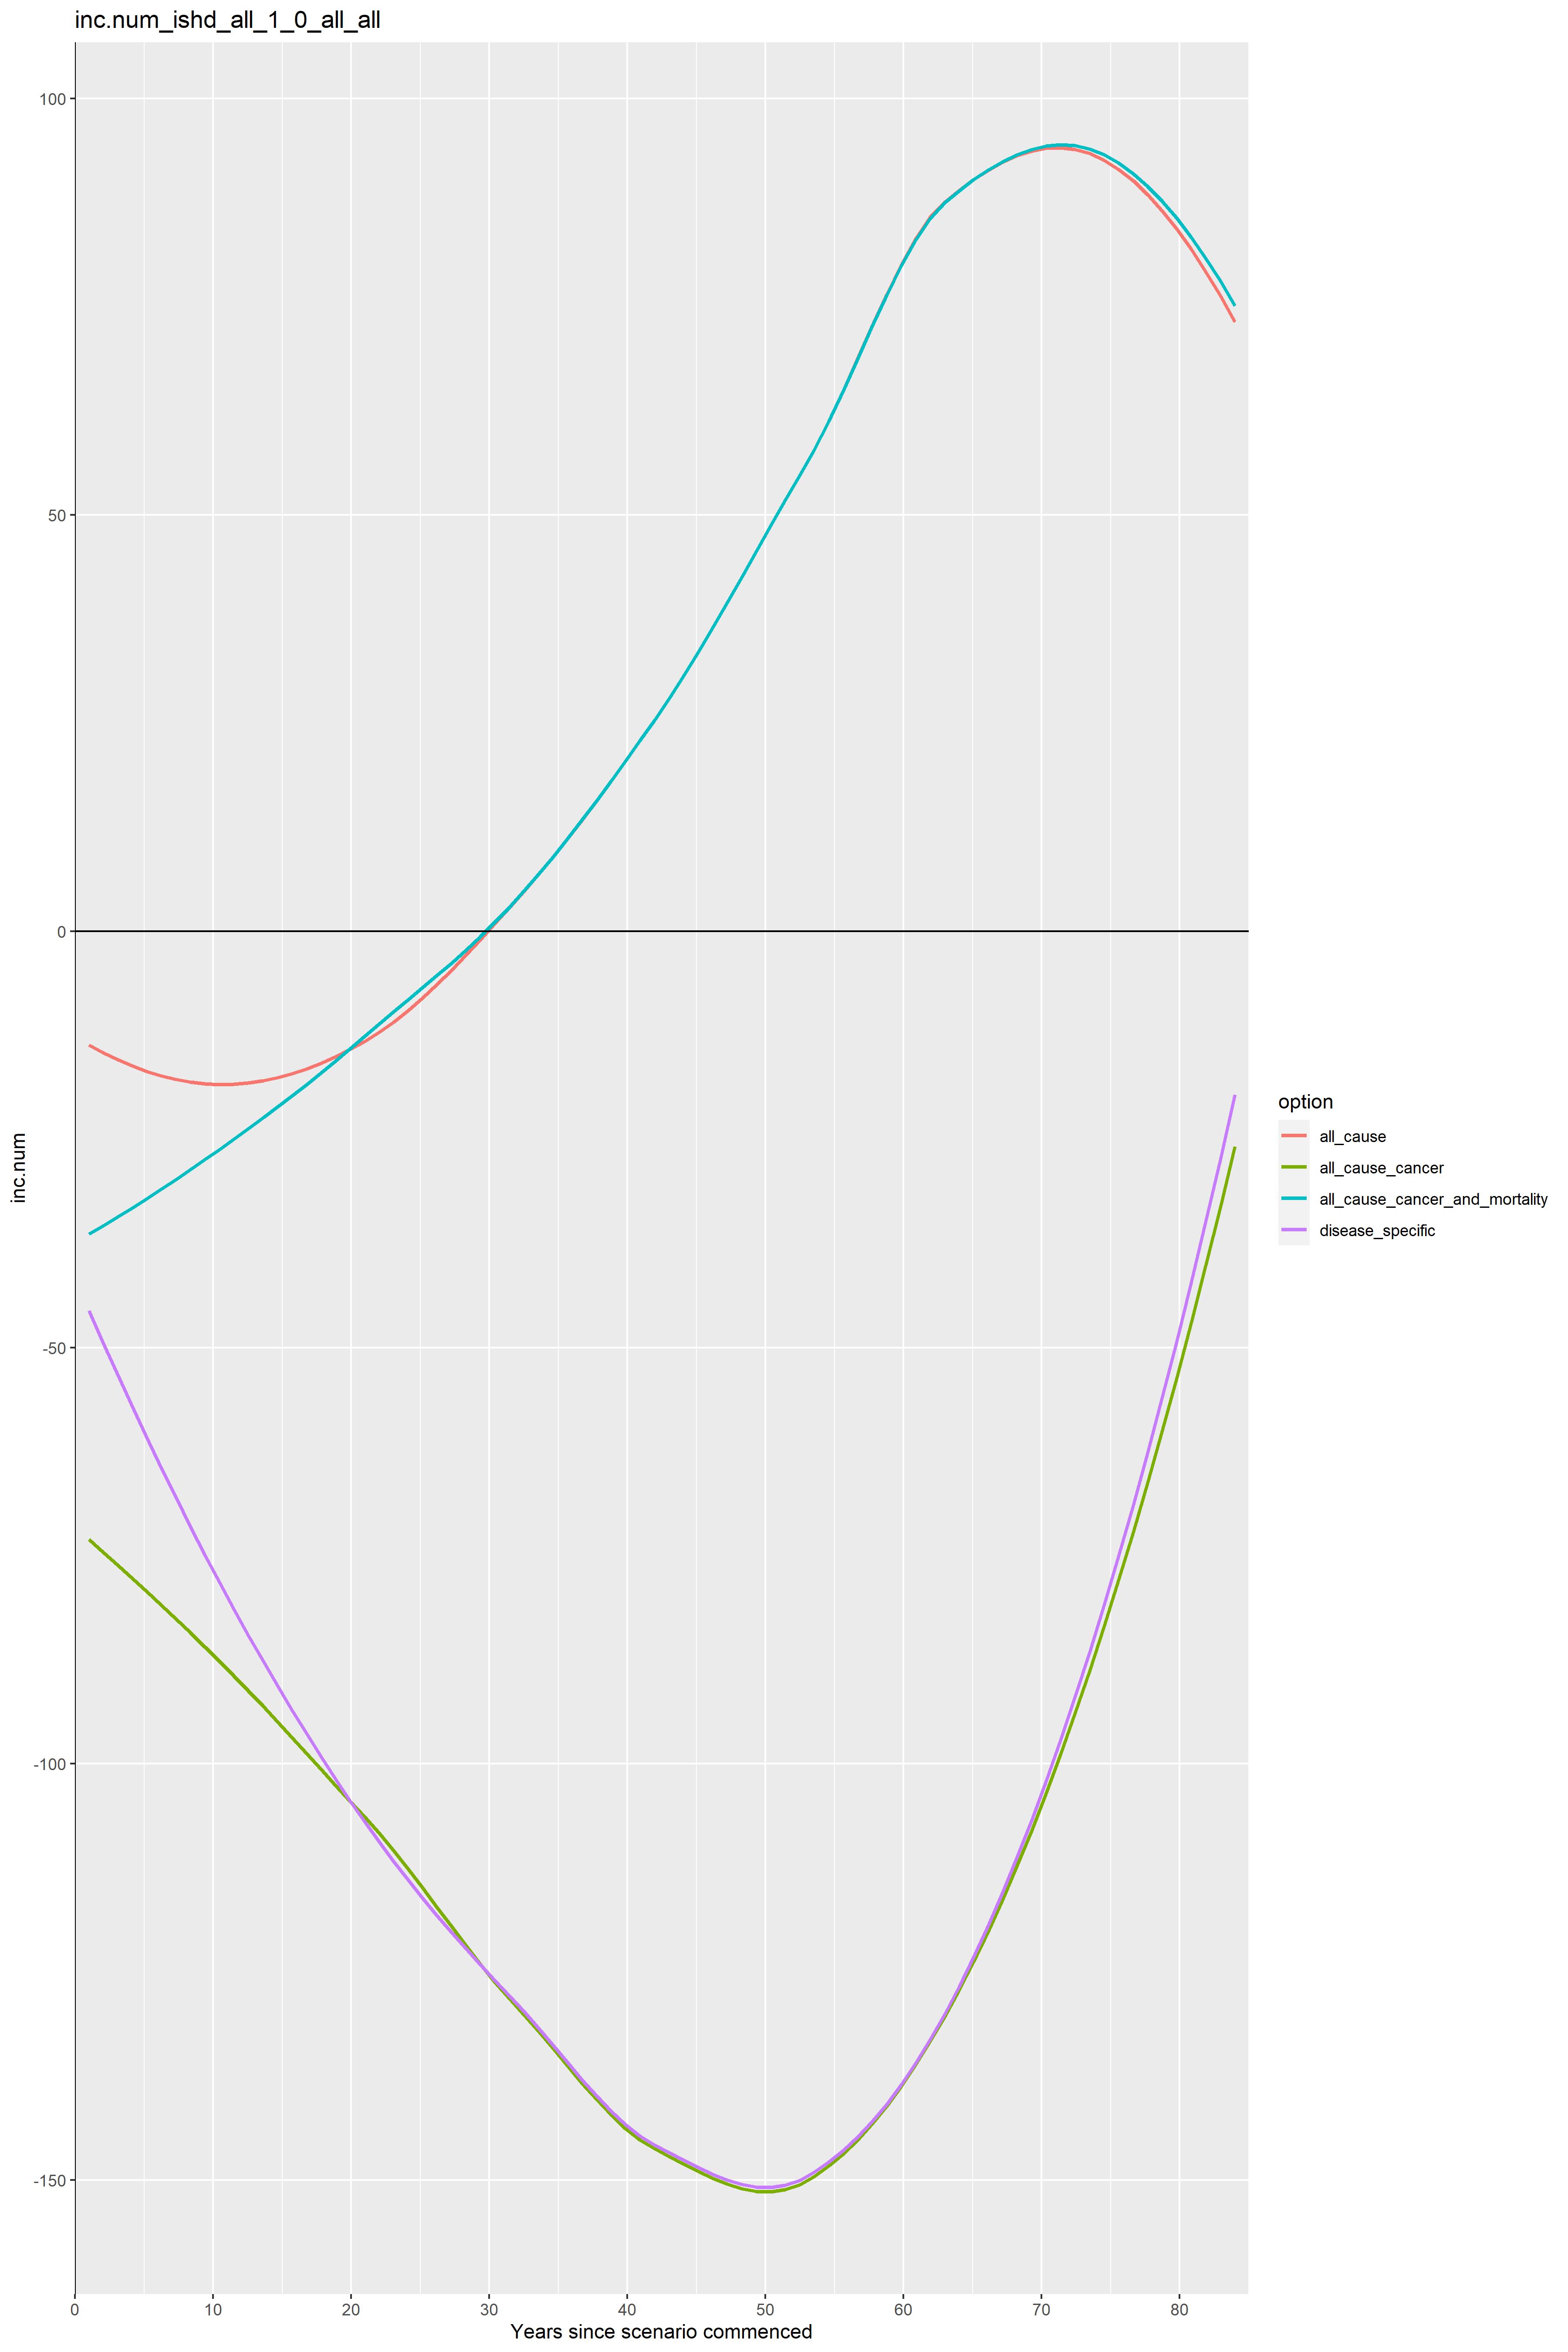 inc.num_ishd_all_1_0_all_all
100
50
0
-50
-100
-150
inc.num
0 10 20 30 40 50 60 70 80
Years since scenario commenced
option
all_cause
all_cause_cancer
all_cause_cancer_and_mortality
disease_specific